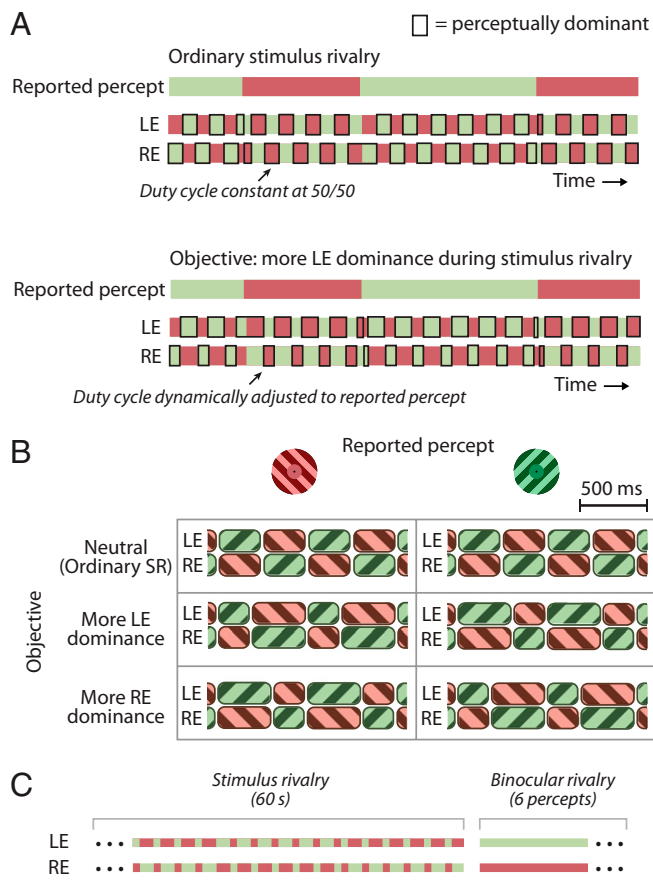 A
= perceptually dominant
Ordinary stimulus rivalry
Reported percept
LE
RE
Duty cycle constant at 50/50
Time
Objective: more LE dominance during stimulus rivalry
Reported percept
LE
RE
Time
Duty cycle dynamically adjusted to reported percept
B
Reported percept
500 ms
Objective
Neutral
(Ordinary SR)
LE
RE
LE
RE
More LE
dominance
LE
RE
LE
RE
More RE
dominance
LE
RE
LE
RE
C
Stimulus rivalry
(60 s)
Binocular rivalry
(6 percepts)
LE
RE